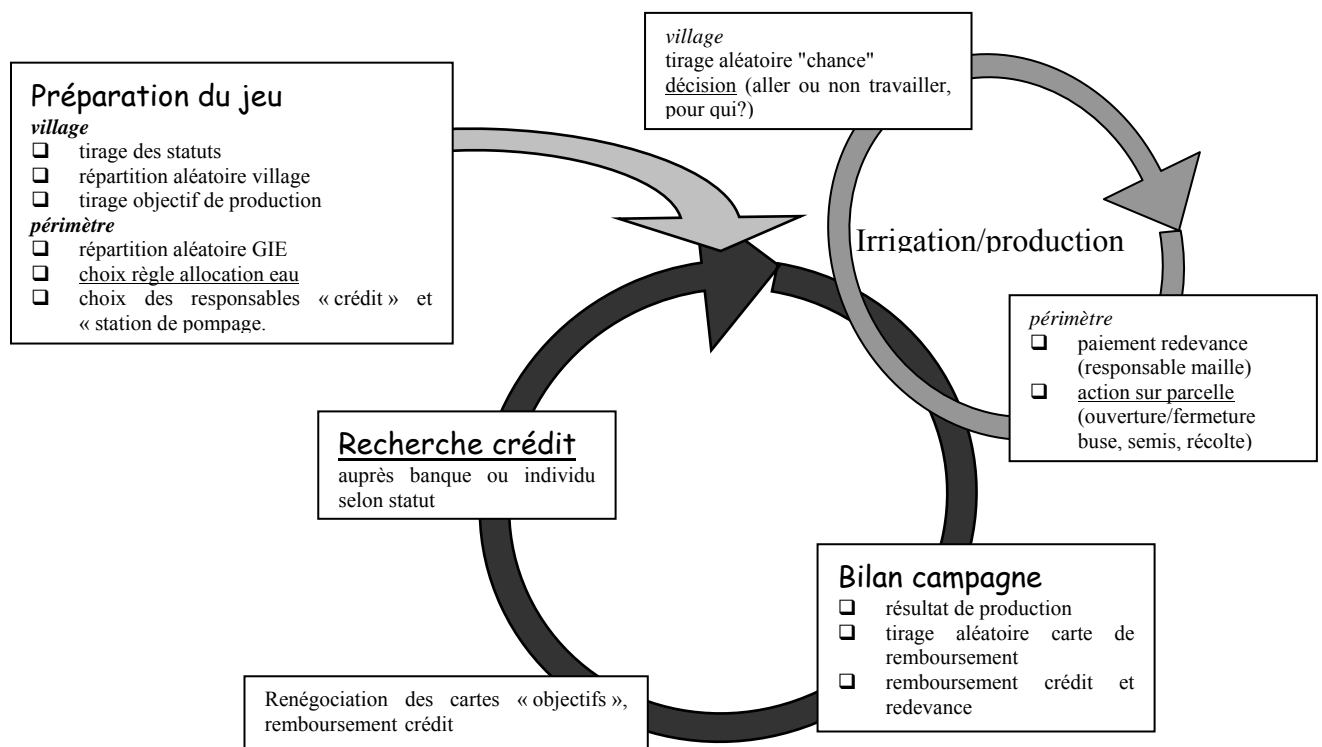 Préparation du jeu
village
❑ tirage des statuts
❑ répartition aléatoire village
❑ tirage objectif de production
périmètre
❑ répartition aléatoire GIE
❑ choix règle allocation eau
❑ choix des responsables « crédit » et
« station de pompage.
village
tirage aléatoire "chance"
décision (aller ou non travailler,
pour qui?)
Irrigation/production
périmètre
❑ paiement redevance
(responsable maille)
❑ action sur parcelle
(ouverture/fermeture
buse, semis, récolte)
Recherche crédit
auprès banque ou individu
selon statut
Bilan campagne
❑ résultat de production
❑ tirage aléatoire carte de
remboursement
❑ remboursement crédit et
redevance
Renégociation des cartes « objectifs »,
remboursement crédit